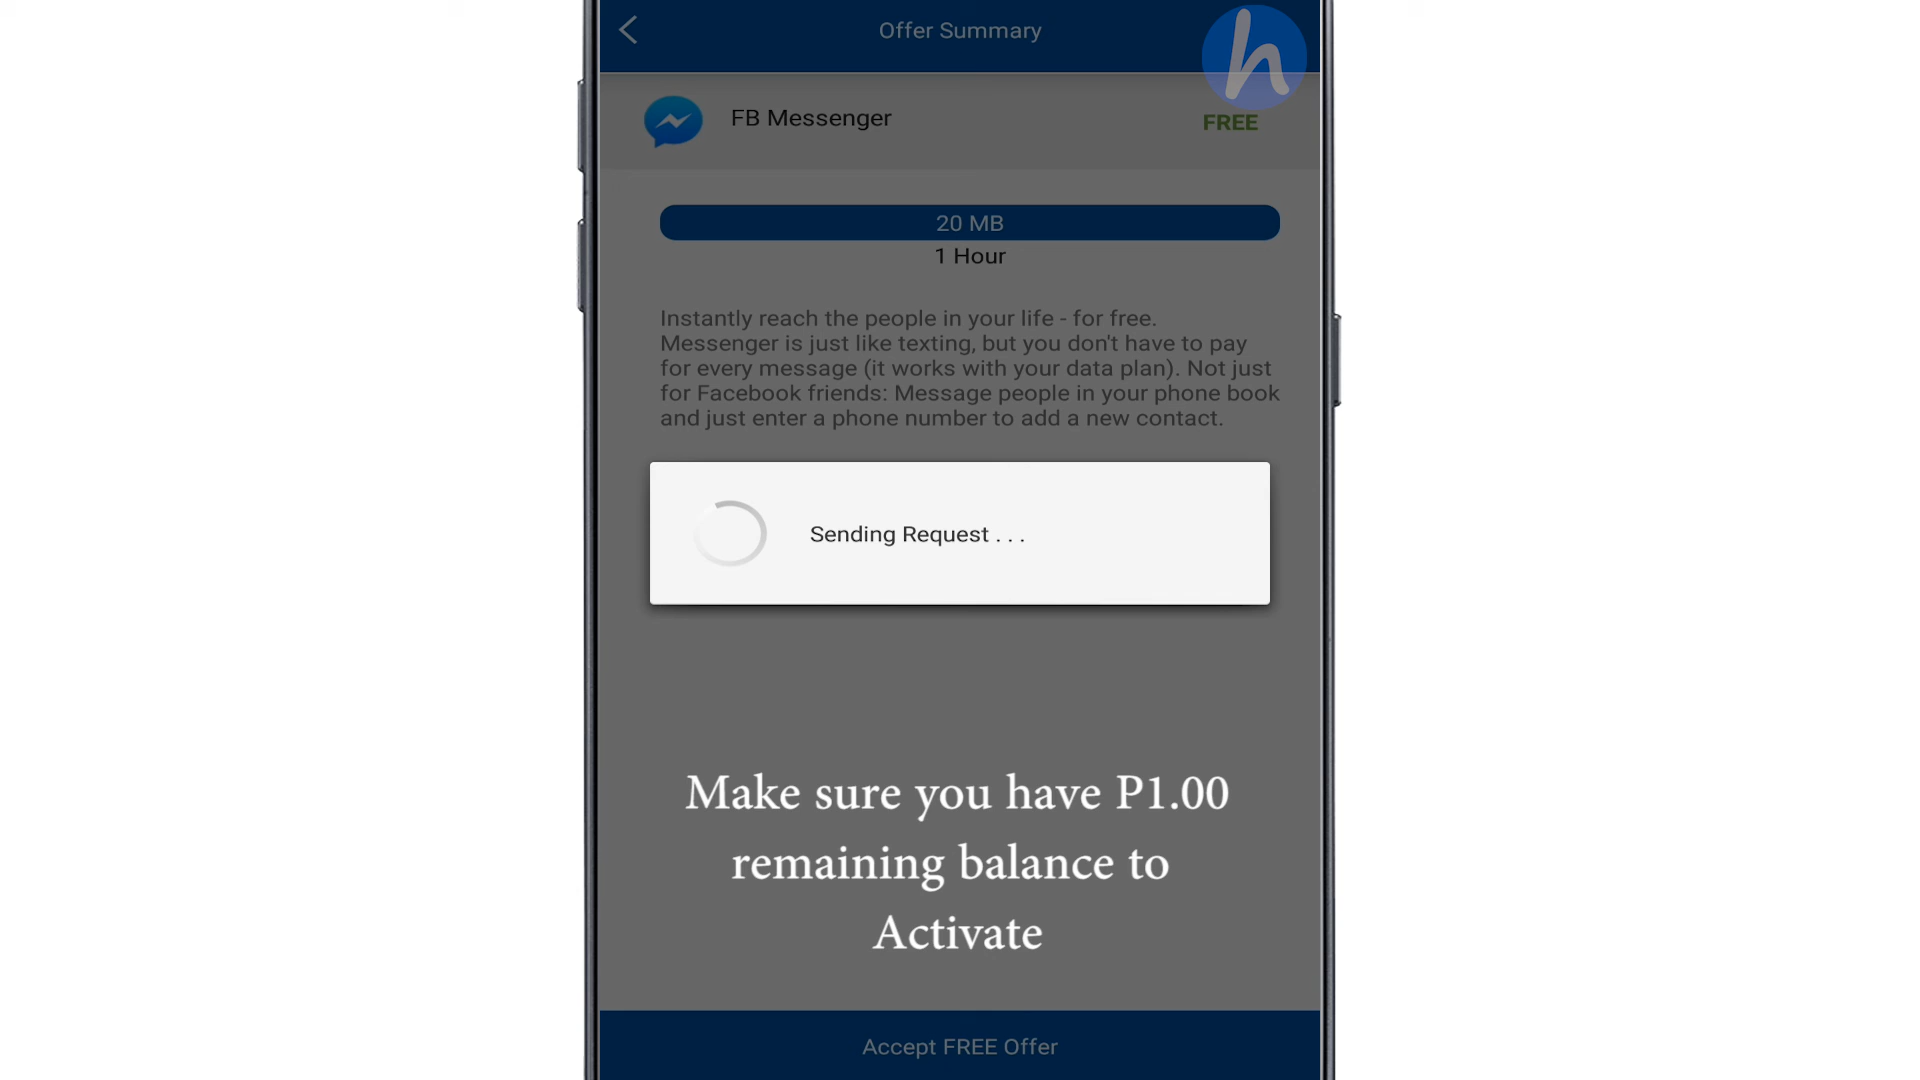 Offer Summary
h
FB Messenger
FREE
20 MB
1 Hour
Instantly reach the people in your life - for free.
Messenger is just like texting, but you don't have to pay
for every message (it works with your data plan). Not just
for Facebook friends: Message people in your phone book
and just enter a phone number to add a new contact.
Sending Request . . .
Make sure you have P1.00
remaining balance to
Activate
Accept FREE Offer